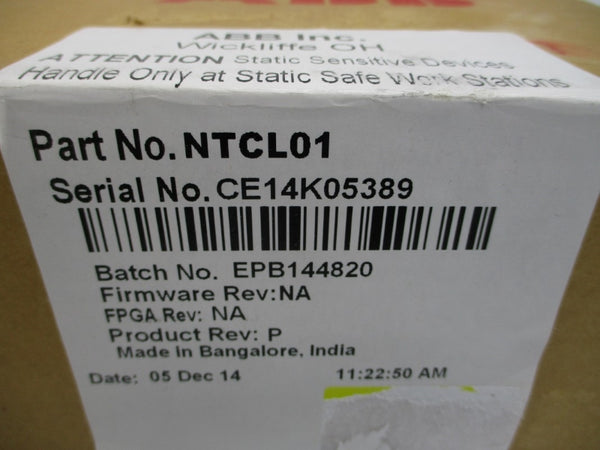 ABB
ABB Inc.
Wickliffe OH
ATTENTION Static Sensitive Devices
Handle Only at Static Safe Work Stations
Part No. NTCL01
Serial No. CE14K05389
Batch No. EPB144820
Firmware Rev:NA
FPGA Rev: NA
Product Rev: P
Made in Bangalore, India
Date: 05 Dec 14 11:22:50 AM